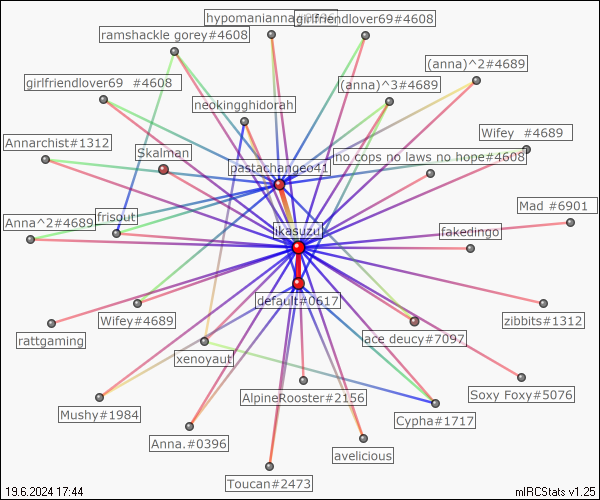 hypomaniannag#4696
girlfriendlover69#4608
ramshackle gorey#4608
(anna)^2#4689
girlfriendlover69  #4608
(anna)^3#4689
neokingghidorah
Annarchist#1312
Skalman
Wifey  #4689
no cops no laws no hope#4608
pastachangeo41
Mad #6901
Anna^2#4689
frisout
ikasuzu
fakedingo
default#0617
Wifey#4689
zibbits#1312
rattgaming
ace deucy#7097
xenoyaut
AlpineRooster#2156
Soxy Foxy#5076
Mushy#1984
Cypha#1717
Anna.#0396
avelicious
Toucan#2473
19.6.2024 17:44
mIRCStats v1.25